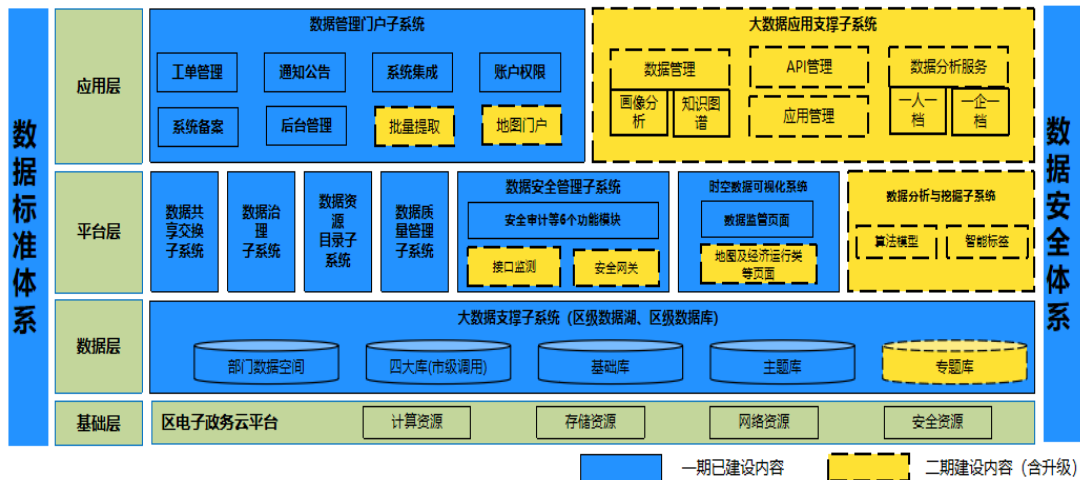 数据标准体系
应用层
数据管理门户子系统
工单管理
通知公告
系统集成
账户权限
系统备案
后台管理
批量提取
地图门户
大数据应用支撑子系统
数据管理
API管理
数据分析服务
画像分
析
知识图
谱
应用管理
一人一
档
一企一
档
数据安全体系
平台层
数据共
享交换
子系统
数据治
理
子系统
数据资
源
目录子
系统
数据质
量管理
子系统
数据安全管理子系统
安全审计等6个功能模块
接口监测
安全网关
时空数据可视化系统
数据监管页面
地图及经济运行类
等页面
数据分析与挖掘子系统
算法模型
智能标签
数据层
大数据支撑子系统（区级数据湖、区级数据库）
部门数据空间
四大库(市级调用)
基础库
主题库
专题库
基础层
区电子政务云平台
计算资源
存储资源
网络资源
安全资源
一期已建设内容
二期建设内容（含升级）